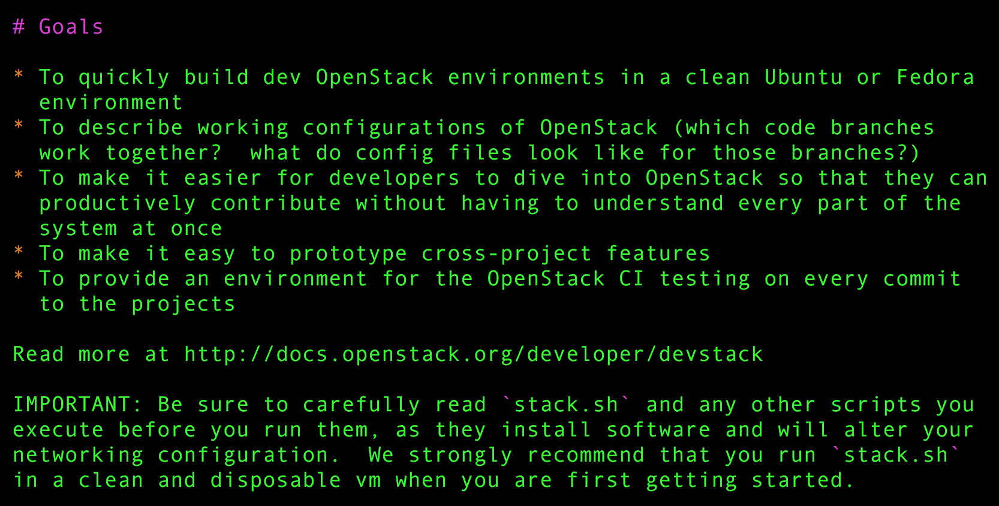 # Goals
* To quickly build dev OpenStack environments in a clean Ubuntu or Fedora
  environment
* To describe working configurations of OpenStack (which code branches
  work together?  what do config files look like for those branches?)
* To make it easier for developers to dive into OpenStack so that they can
  productively contribute without having to understand every part of the
  system at once
* To make it easy to prototype cross-project features
* To provide an environment for the OpenStack CI testing on every commit
  to the projects
Read more at http://docs.openstack.org/developer/devstack
IMPORTANT: Be sure to carefully read `stack.sh` and any other scripts you
execute before you run them, as they install software and will alter your
networking configuration.  We strongly recommend that you run `stack.sh`
in a clean and disposable vm when you are first getting started.